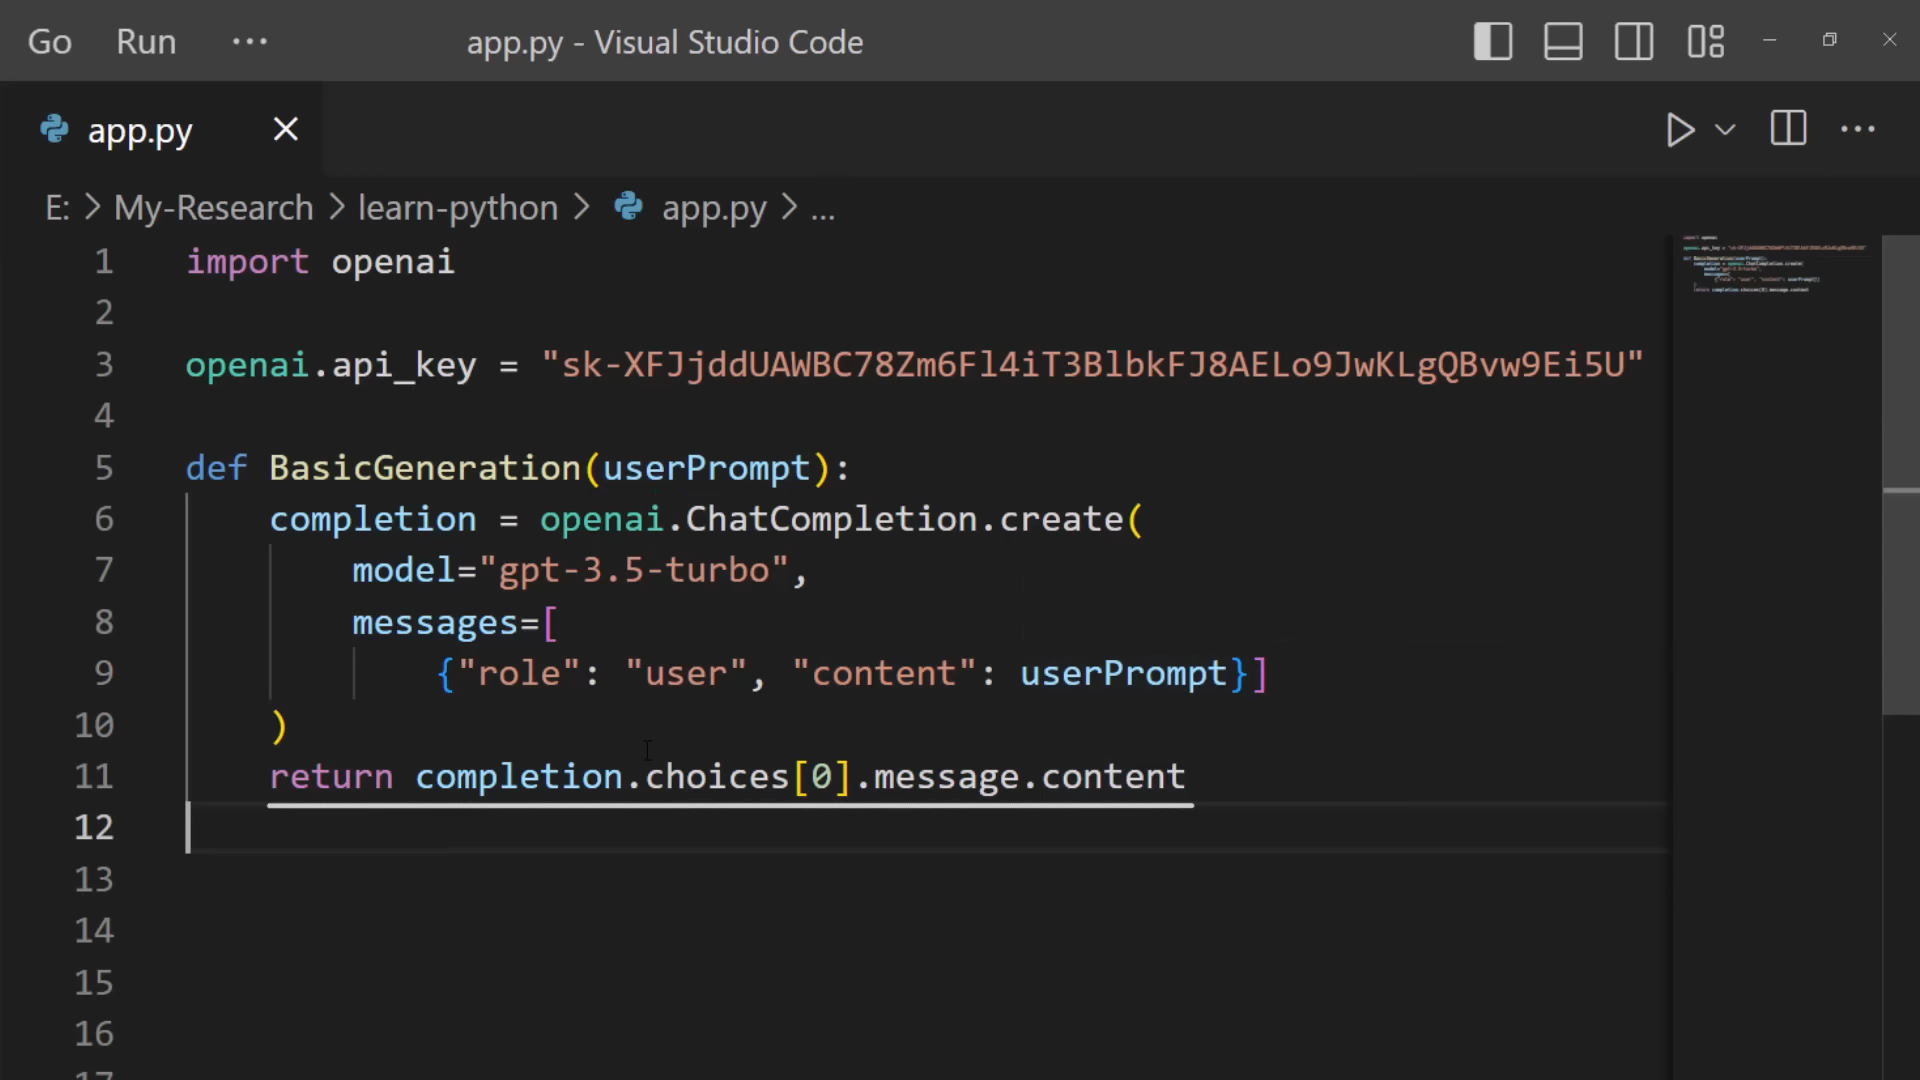 Go Run ... app.py - Visual Studio Code
app.py
E: > My-Research > learn-python > app.py > ...
1 import openai
2
3 openai.api_key = "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"
4
5 def BasicGeneration(userPrompt):
6     completion = openai.ChatCompletion.create(
7         model="gpt-3.5-turbo",
8         messages=[
9             {"role": "user", "content": userPrompt}]
10     )
11     return completion.choices[0].message.content
12
13
14
15
16
17